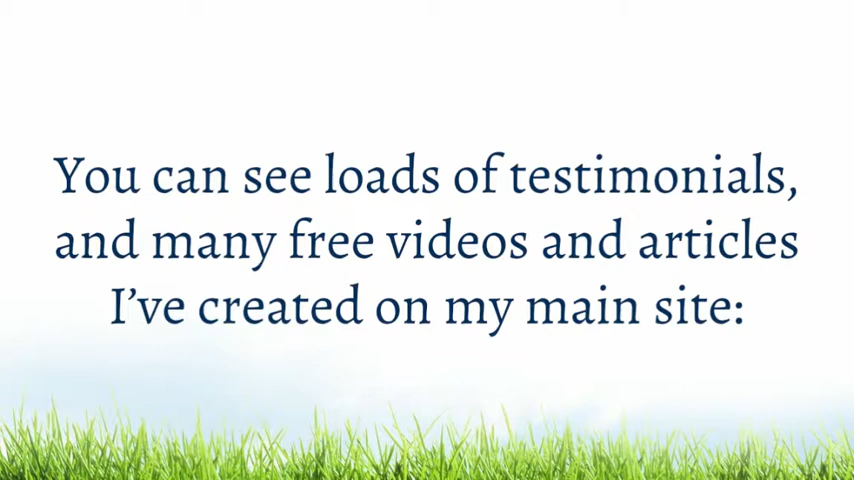 You can see loads of testimonials,
and many free videos and articles
I’ve created on my main site: